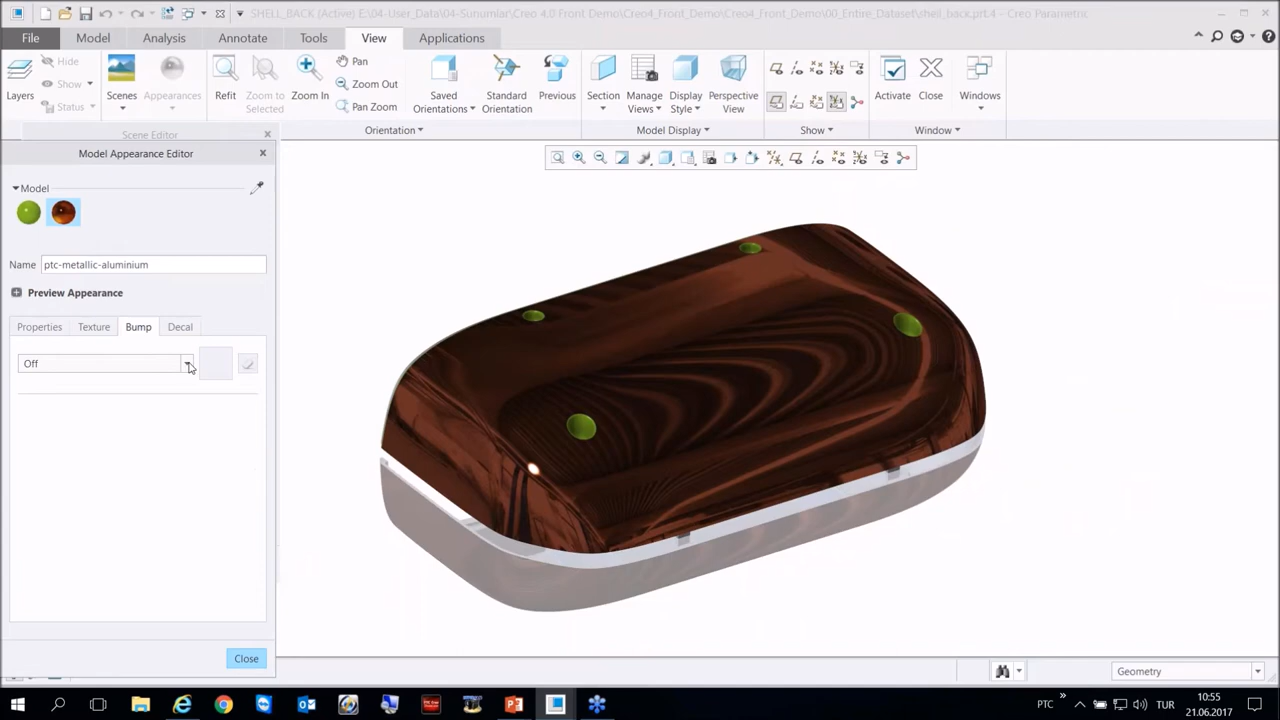 SHELL_BACK (Active) E:\04-User_Data\04-Sunumlar\Creo 4.0 Front Demo\Creo4_Front_Demo\Creo4_Front_Demo\00_Entire_Dataset\shell_back.prt.4 - Creo Parametric
File Model Analysis Annotate Tools View Applications
Hide
Show
Status
Layers
Scenes
Appearances
Refit
Zoom to Selected
Zoom In
Pan
Zoom Out
Pan Zoom
Saved Orientations
Standard Orientation
Previous
Section
Manage Views
Display Style
Perspective View
Activate
Close
Windows
Orientation
Model Display
Show
Window
Scene Editor
Model Appearance Editor
Model
Name ptc-metallic-aluminium
Preview Appearance
Properties Texture Bump Decal
Off
Close
Geometry
PTC
TUR
10:55
21.06.2017